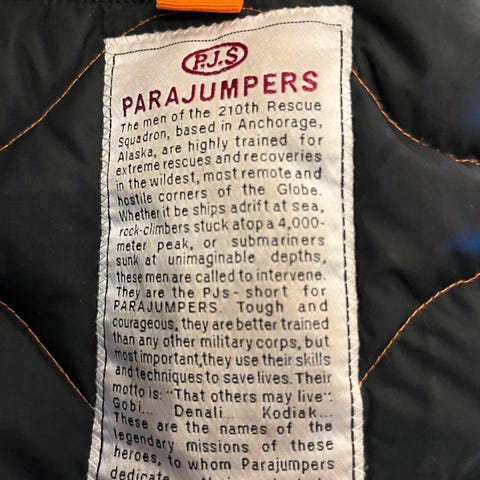 P.J.S
PARAJUMPERS
The men of the 210th Rescue
Squadron, based in Anchorage,
Alaska, are highly trained for
extreme rescues and recoveries
in the wildest, most remote and
hostile corners of the Globe.
Whether it be ships adrift at sea,
rock-climbers stuck atop a 4,000-
meter peak, or submariners
sunk at unimaginable depths,
these men are called to intervene.
They are the PJs - short for
PARAJUMPERS. Tough and
courageous, they are better trained
than any other military corps, but
most important,they use their skills
and techniques to save lives. Their
motto is: "That others may live":
Gobi... Denali... Kodiak...
These are the names of the
legendary missions of these
heroes, to whom Parajumpers